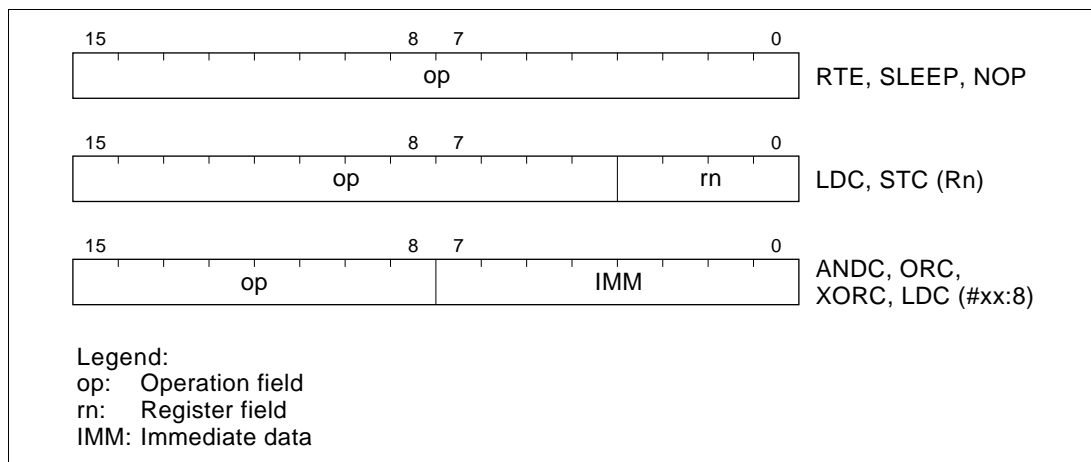 15 8 7 0
op
RTE, SLEEP, NOP
15 8 7 0
op rn
LDC, STC (Rn)
15 8 7 0
op IMM
ANDC, ORC,
XORC, LDC (#xx:8)
Legend:
op: Operation field
rn: Register field
IMM: Immediate data